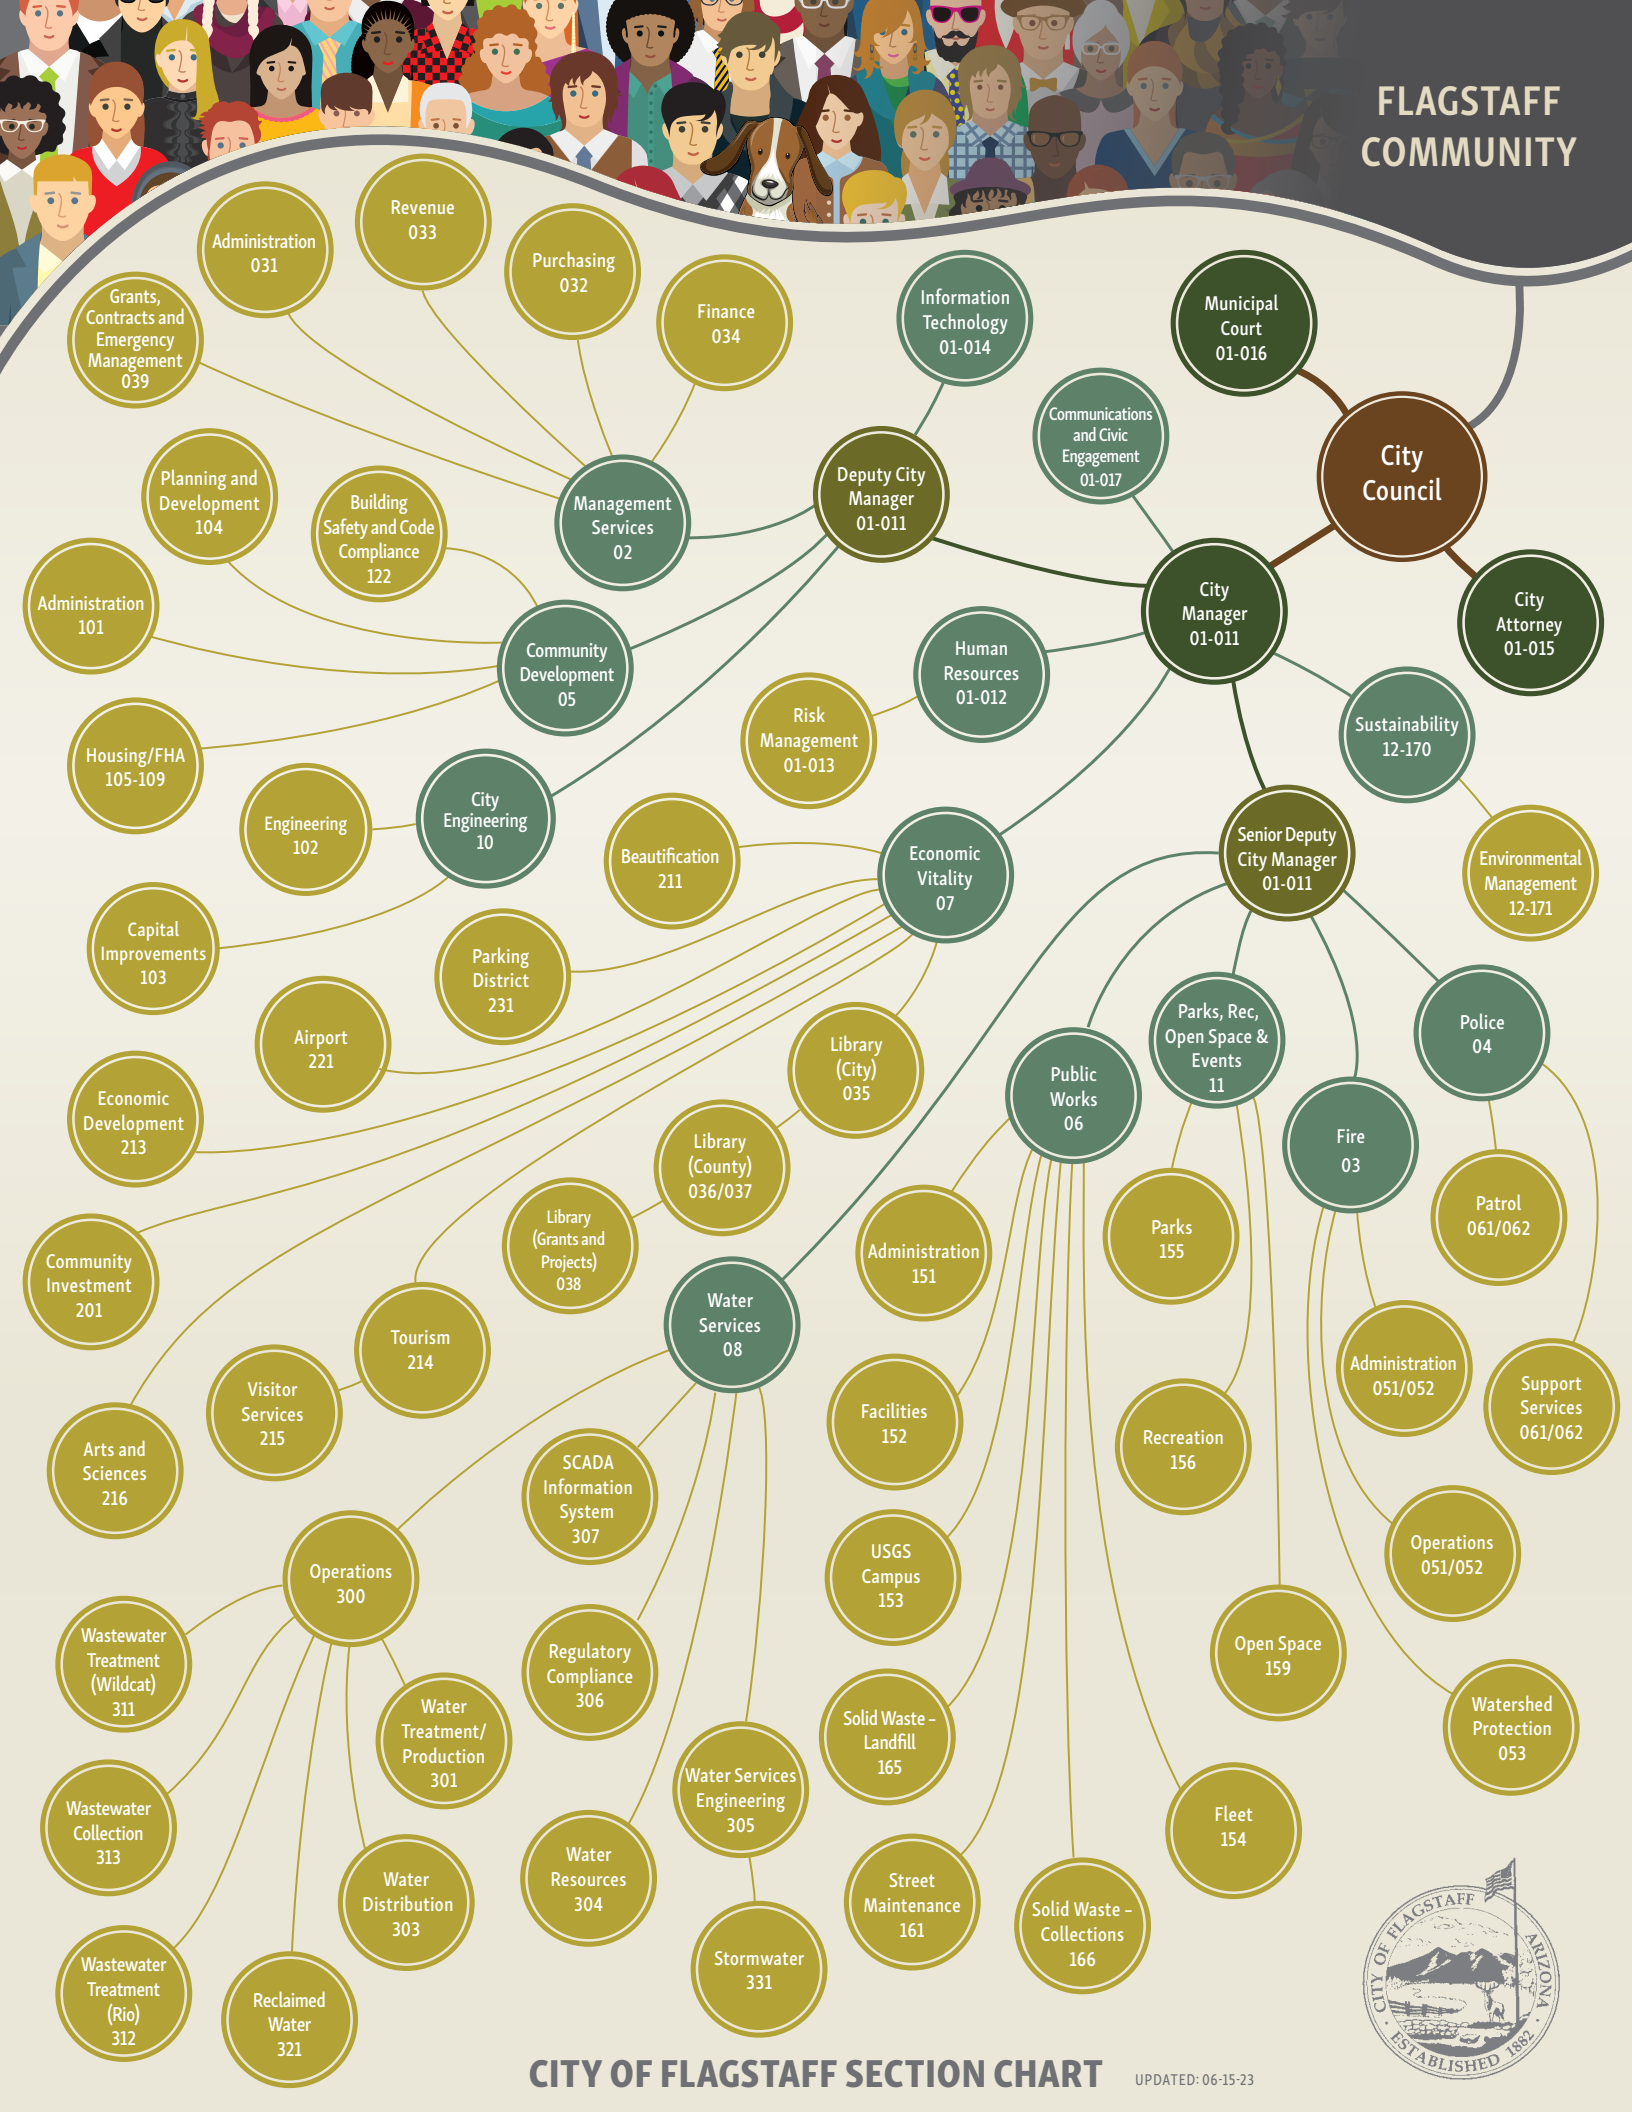 FLAGSTAFF
COMMUNITY
Revenue
033
Administration
031
Purchasing
032
Finance
034
Grants,
Contracts and
Emergency
Management
039
Information
Technology
01-014
Municipal
Court
01-016
Communications
and Civic
Engagement
01-017
City
Council
Planning and
Development
104
Building
Safety and Code
Compliance
122
Management
Services
02
Deputy City
Manager
01-011
City
Manager
01-011
City
Attorney
01-015
Administration
101
Community
Development
05
Human
Resources
01-012
Risk
Management
01-013
Sustainability
12-170
Housing/FHA
105-109
Engineering
102
City
Engineering
10
Beautification
211
Economic
Vitality
07
Senior Deputy
City Manager
01-011
Environmental
Management
12-171
Capital
Improvements
103
Parking
District
231
Airport
221
Library
(City)
035
Public
Works
06
Parks, Rec,
Open Space &
Events
11
Police
04
Economic
Development
213
Library
(County)
036/037
Fire
03
Library
(Grants and
Projects)
038
Administration
151
Parks
155
Patrol
061/062
Community
Investment
201
Tourism
214
Water
Services
08
Visitor
Services
215
Facilities
152
Administration
051/052
Support
Services
061/062
Arts and
Sciences
216
SCADA
Information
System
307
Recreation
156
Operations
300
USGS
Campus
153
Operations
051/052
Wastewater
Treatment
(Wildcat)
311
Regulatory
Compliance
306
Open Space
159
Water
Treatment/
Production
301
Solid Waste –
Landfill
165
Watershed
Protection
053
Wastewater
Collection
313
Water Services
Engineering
305
Fleet
154
Water
Distribution
303
Water
Resources
304
Street
Maintenance
161
Solid Waste –
Collections
166
Wastewater
Treatment
(Rio)
312
Reclaimed
Water
321
Stormwater
331
CITY OF FLAGSTAFF ARIZONA
• ESTABLISHED 1882 •
CITY OF FLAGSTAFF SECTION CHART
UPDATED: 06-15-23